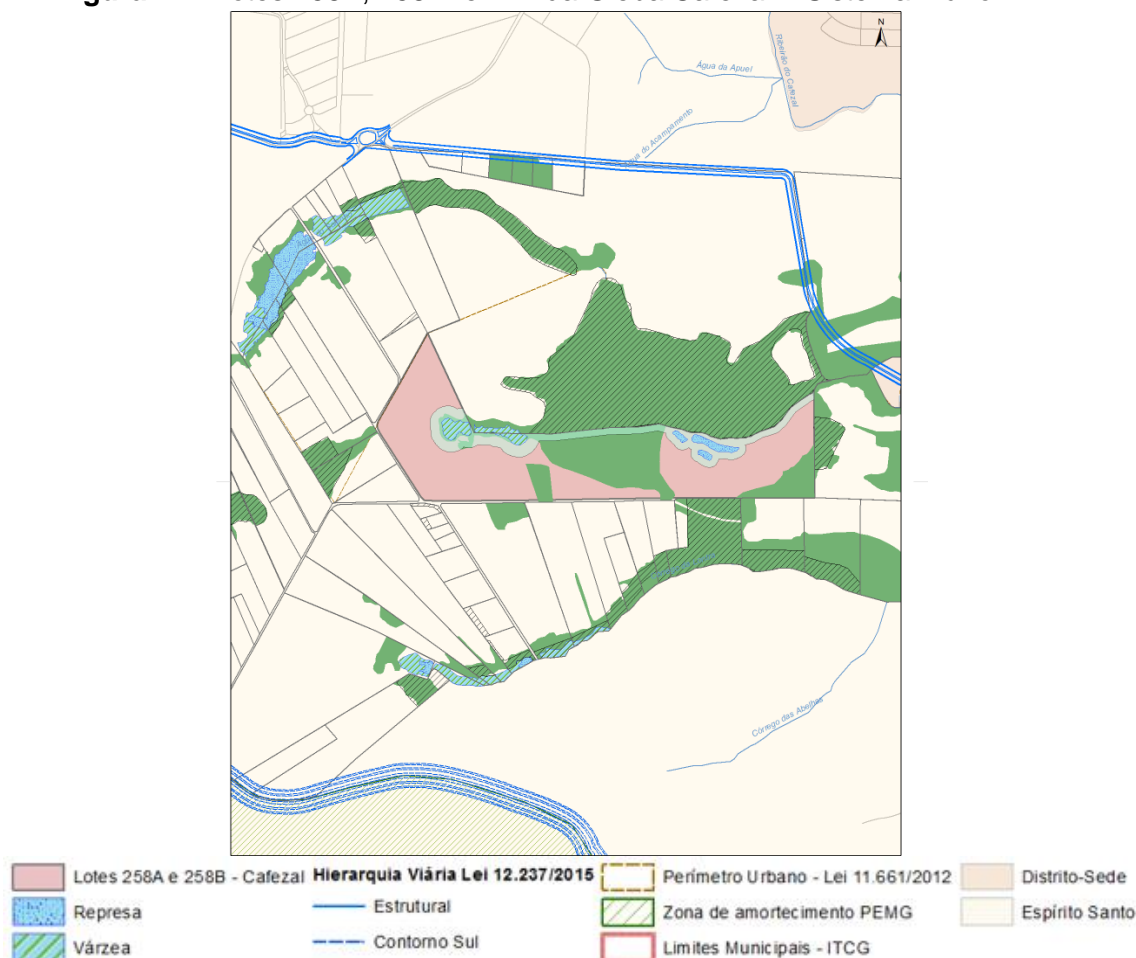 N
Ribeirão do Cafezal
Água da Apuel
do Acampamento
Córrego das Abelhas
Lotes 258A e 258B - Cafezal
Represa
Várzea
Hierarquia Viária Lei 12.237/2015
Estrutural
Contorno Sul
Perímetro Urbano - Lei 11.661/2012
Zona de amortecimento PEMG
Limites Municipais - ITCG
Distrito-Sede
Espírito Santo